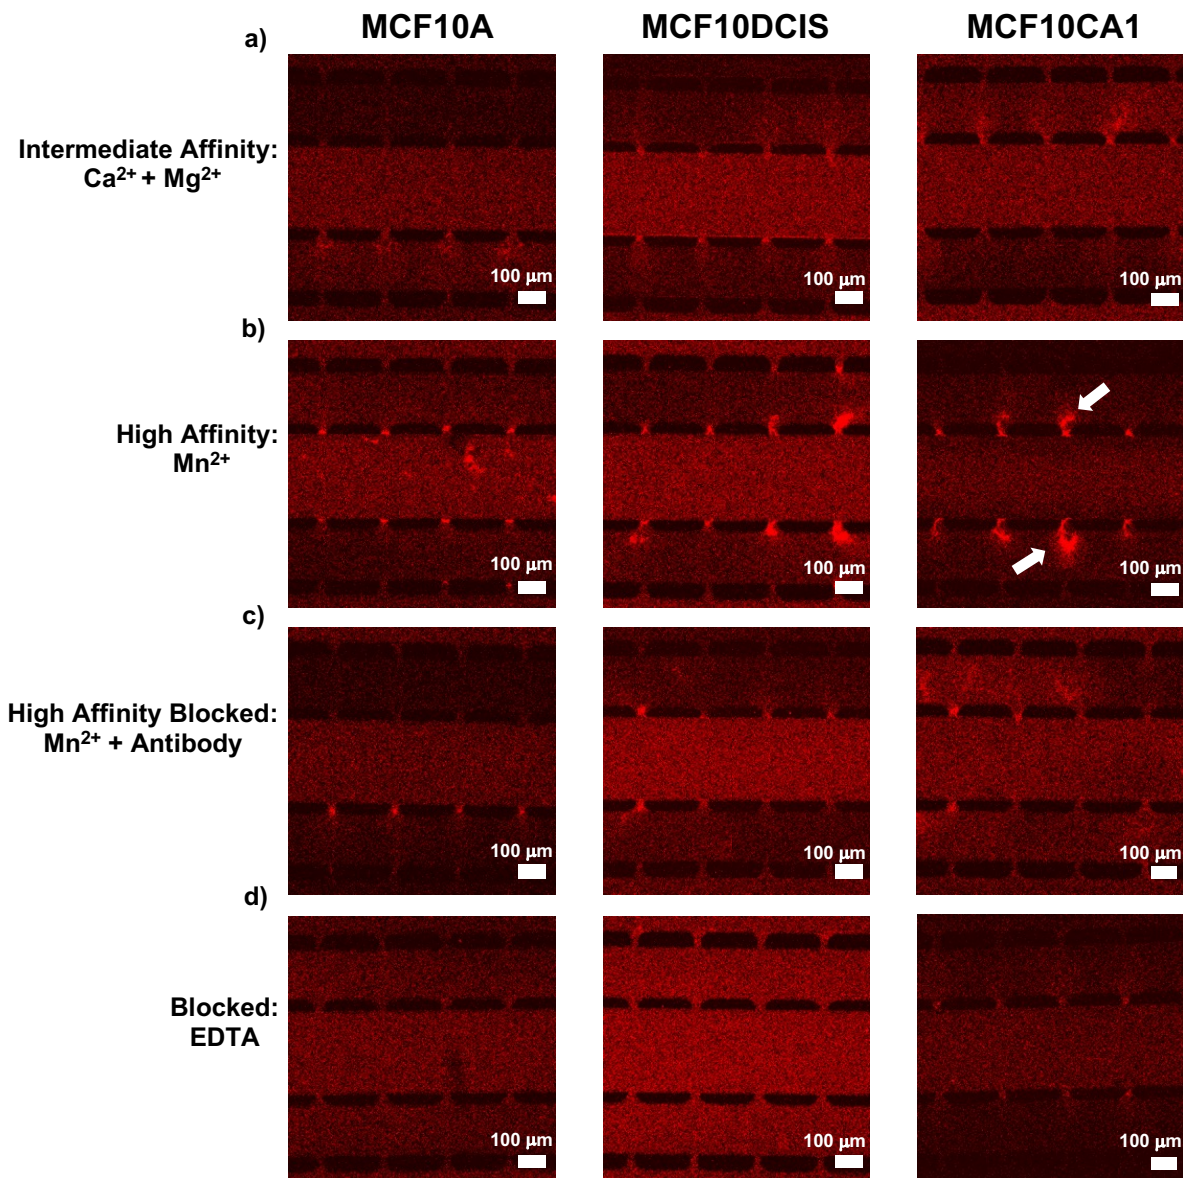 MCF10A MCF10DCIS MCF10CA1
a)
Intermediate Affinity:
Ca²⁺ + Mg²⁺
100 μm 100 μm 100 μm
b)
High Affinity:
Mn²⁺
100 μm 100 μm 100 μm
c)
High Affinity Blocked:
Mn²⁺ + Antibody
100 μm 100 μm 100 μm
d)
Blocked:
EDTA
100 μm 100 μm 100 μm